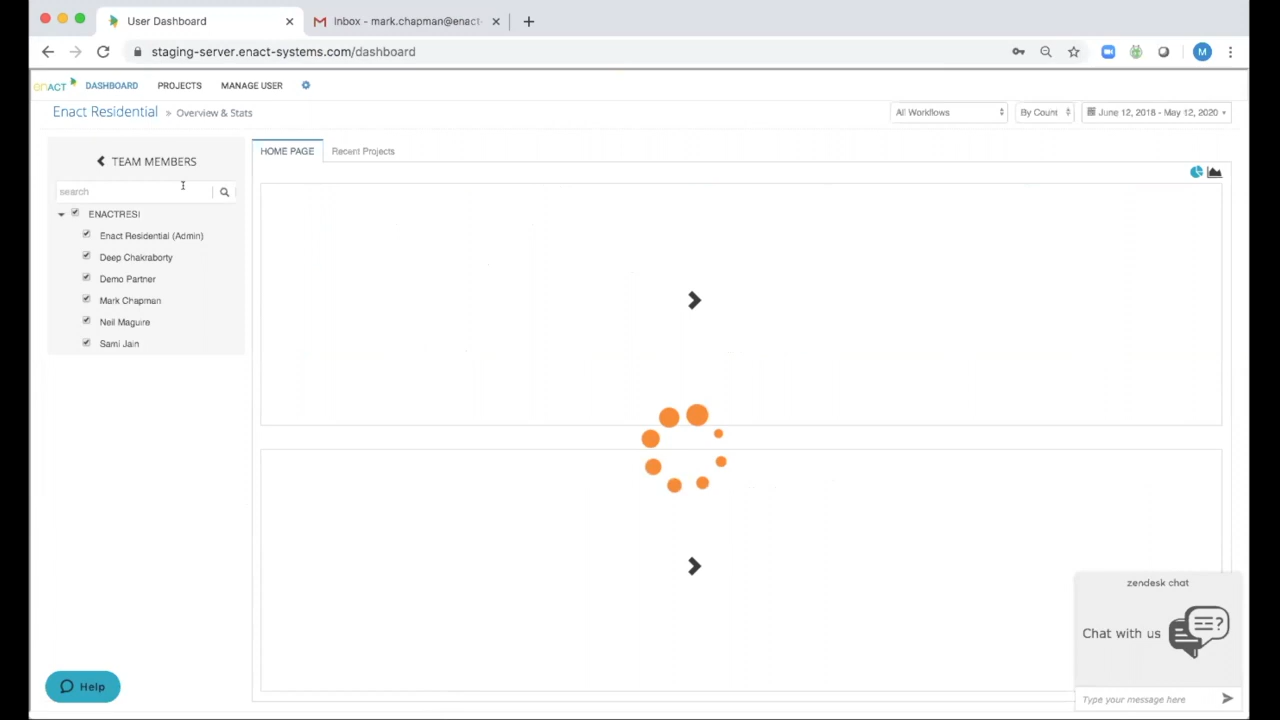 User Dashboard
Inbox - mark.chapman@enact-
staging-server.enact-systems.com/dashboard
M
enACT
DASHBOARD
PROJECTS
MANAGE USER
Enact Residential » Overview & Stats
All Workflows
By Count
June 12, 2018 - May 12, 2020
TEAM MEMBERS
search
ENACTRESI
Enact Residential (Admin)
Deep Chakraborty
Demo Partner
Mark Chapman
Neil Maguire
Sami Jain
HOME PAGE
Recent Projects
zendesk chat
Chat with us
?
Type your message here
Help